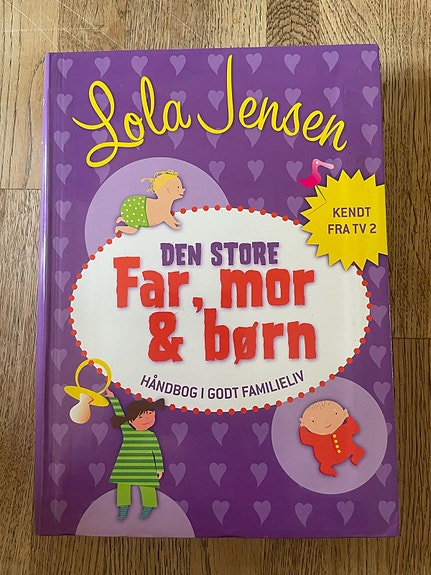 Lola Jensen
KENDT
FRA TV 2
DEN STORE
Far, mor
& børn
HÅNDBOG I GODT FAMILIELIV